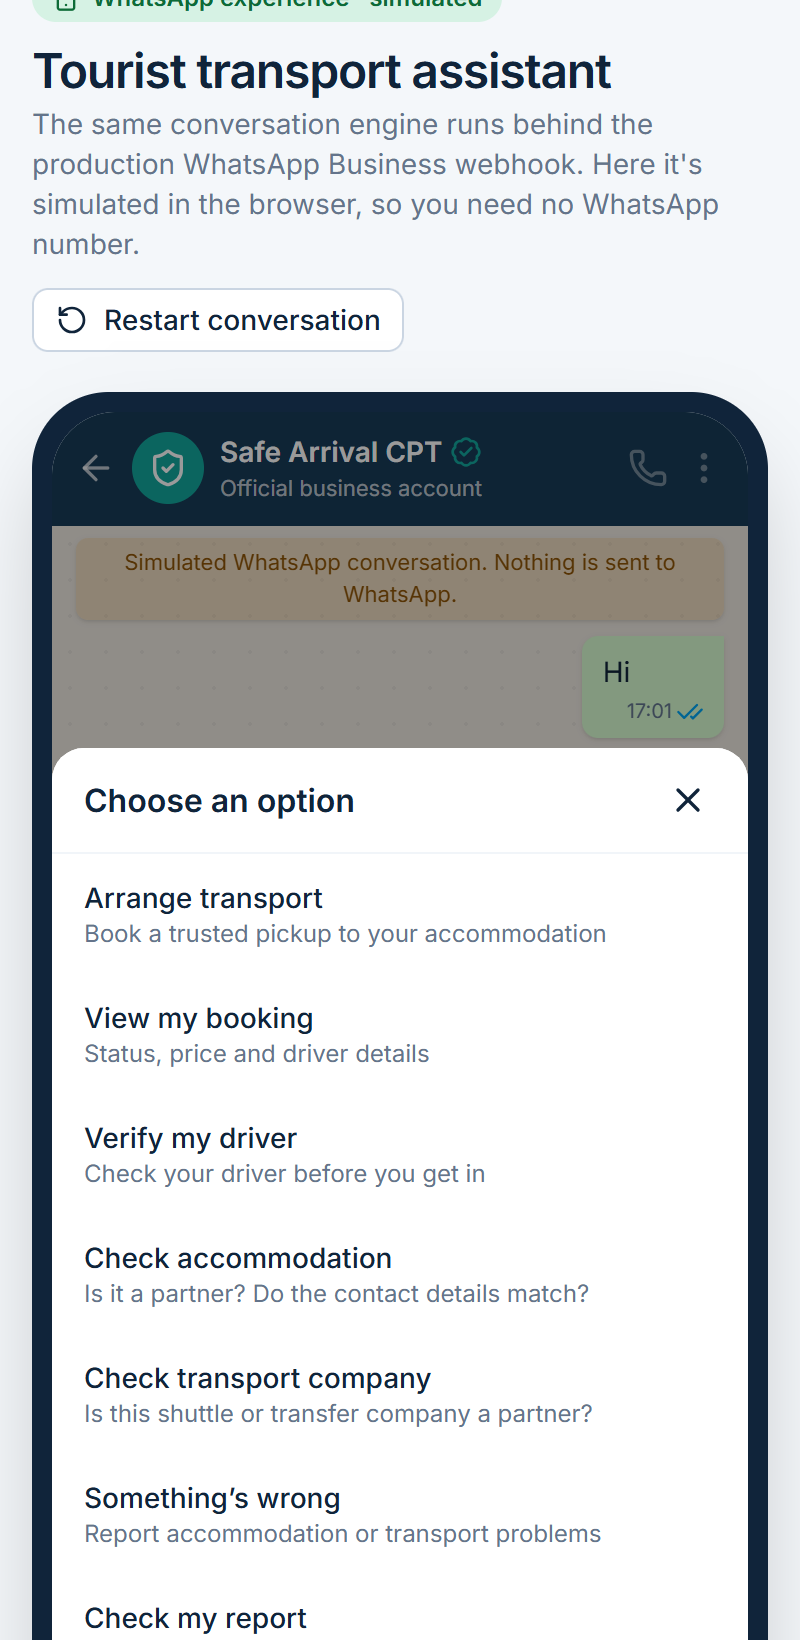 WhatsApp experience · simulated
Tourist transport assistant
The same conversation engine runs behind the
production WhatsApp Business webhook. Here it's
simulated in the browser, so you need no WhatsApp
number.
Restart conversation
Safe Arrival CPT
Official business account
Simulated WhatsApp conversation. Nothing is sent to
WhatsApp.
Hi
17:01
Choose an option
Arrange transport
Book a trusted pickup to your accommodation
View my booking
Status, price and driver details
Verify my driver
Check your driver before you get in
Check accommodation
Is it a partner? Do the contact details match?
Check transport company
Is this shuttle or transfer company a partner?
Something’s wrong
Report accommodation or transport problems
Check my report